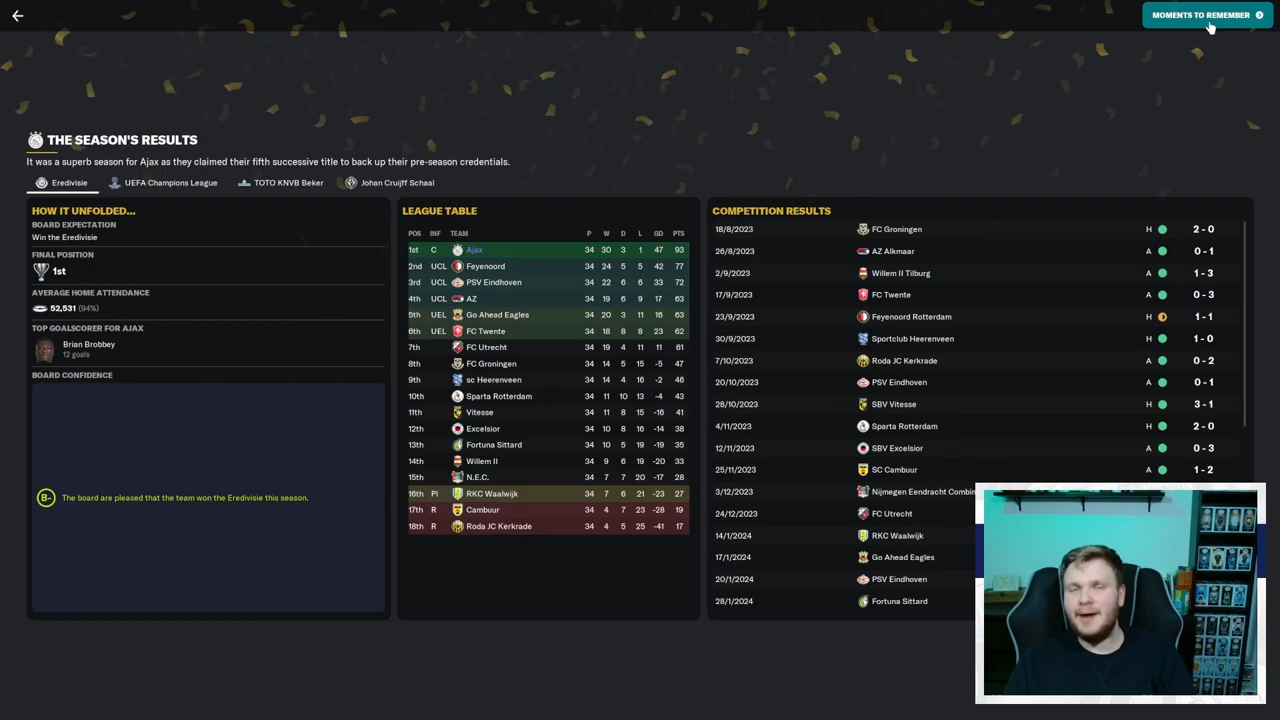 MOMENTS TO REMEMBER
THE SEASON'S RESULTS
It was a superb season for Ajax as they claimed their fifth successive title to back up their pre-season credentials.
Eredivisie UEFA Champions League TOTO KNVB Beker Johan Cruijff Schaal
HOW IT UNFOLDED...
BOARD EXPECTATION
Win the Eredivisie
FINAL POSITION
1st
AVERAGE HOME ATTENDANCE
52,531 (94%)
TOP GOALSCORER FOR AJAX
Brian Brobbey
12 goals
BOARD CONFIDENCE
B- The board are pleased that the team won the Eredivisie this season.
LEAGUE TABLE
POS INF TEAM P W D L GD PTS
1st C Ajax 34 30 3 1 47 93
2nd UCL Feyenoord 34 24 5 5 42 77
3rd UCL PSV Eindhoven 34 22 6 6 33 72
4th UCL AZ 34 19 6 9 17 63
5th UEL Go Ahead Eagles 34 20 3 11 16 63
6th UEL FC Twente 34 18 8 8 23 62
7th FC Utrecht 34 19 4 11 11 61
8th FC Groningen 34 14 5 15 -5 47
9th sc Heerenveen 34 14 4 16 -2 46
10th Sparta Rotterdam 34 11 10 13 -4 43
11th Vitesse 34 11 8 15 -16 41
12th Excelsior 34 10 8 16 -14 38
13th Fortuna Sittard 34 10 5 19 -19 35
14th Willem II 34 9 6 19 -20 33
15th N.E.C. 34 7 7 20 -17 28
16th Pl RKC Waalwijk 34 7 6 21 -23 27
17th R Cambuur 34 4 7 23 -28 19
18th R Roda JC Kerkrade 34 4 5 25 -41 17
COMPETITION RESULTS
18/8/2023 FC Groningen H 2 - 0
26/8/2023 AZ Alkmaar A 0 - 1
2/9/2023 Willem II Tilburg A 1 - 3
17/9/2023 FC Twente A 0 - 3
23/9/2023 Feyenoord Rotterdam H 1 - 1
30/9/2023 Sportclub Heerenveen H 1 - 0
7/10/2023 Roda JC Kerkrade A 0 - 2
20/10/2023 PSV Eindhoven A 0 - 1
28/10/2023 SBV Vitesse H 3 - 1
4/11/2023 Sparta Rotterdam H 2 - 0
12/11/2023 SBV Excelsior A 0 - 3
25/11/2023 SC Cambuur A 1 - 2
3/12/2023 Nijmegen Eendracht Combin
24/12/2023 FC Utrecht
14/1/2024 RKC Waalwijk
17/1/2024 Go Ahead Eagles
20/1/2024 PSV Eindhoven
28/1/2024 Fortuna Sittard